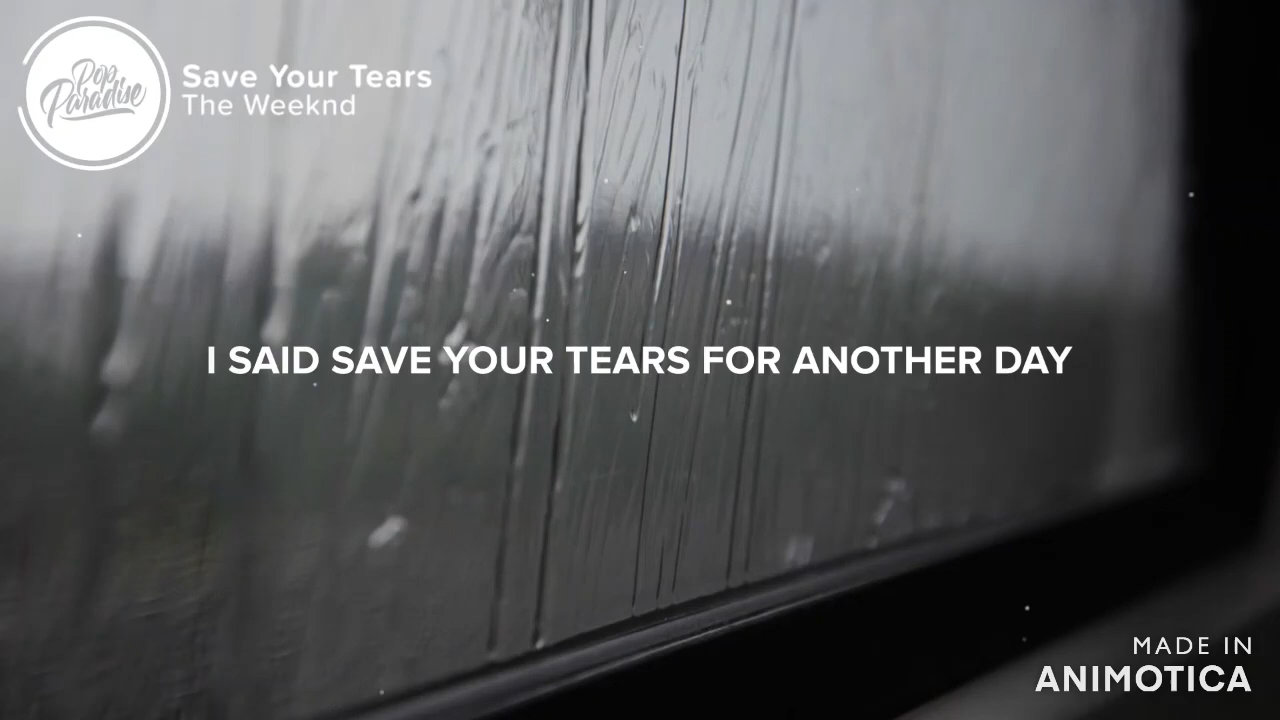 Pop
Paradise
Save Your Tears
The Weeknd
I SAID SAVE YOUR TEARS FOR ANOTHER DAY
MADE IN
ANIMOTICA